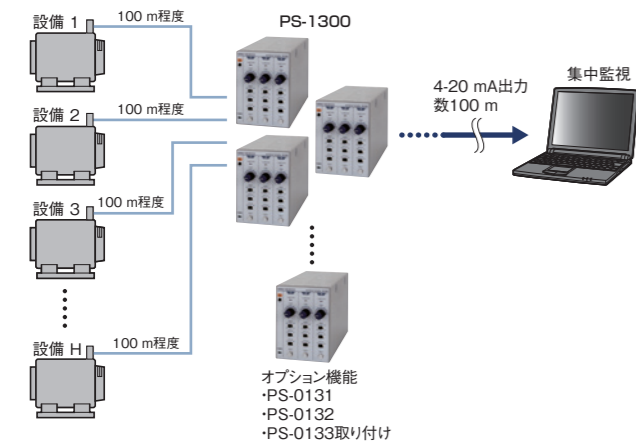 設備 1
100 m程度
PS-1300
設備 2
100 m程度
設備 3
100 m程度
設備 H
100 m程度
4-20 mA出力
数100 m
集中監視
オプション機能
・PS-0131
・PS-0132
・PS-0133取り付け